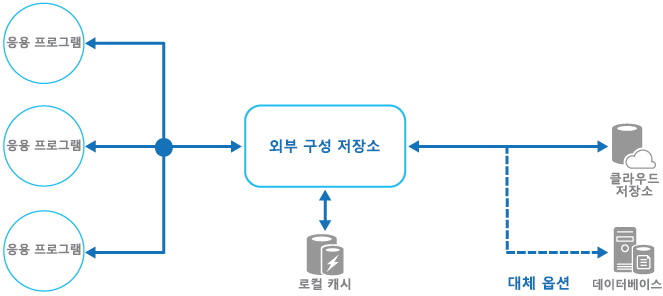 응용 프로그램
응용 프로그램
응용 프로그램
외부 구성 저장소
로컬 캐시
클라우드
저장소
대체 옵션
데이터베이스